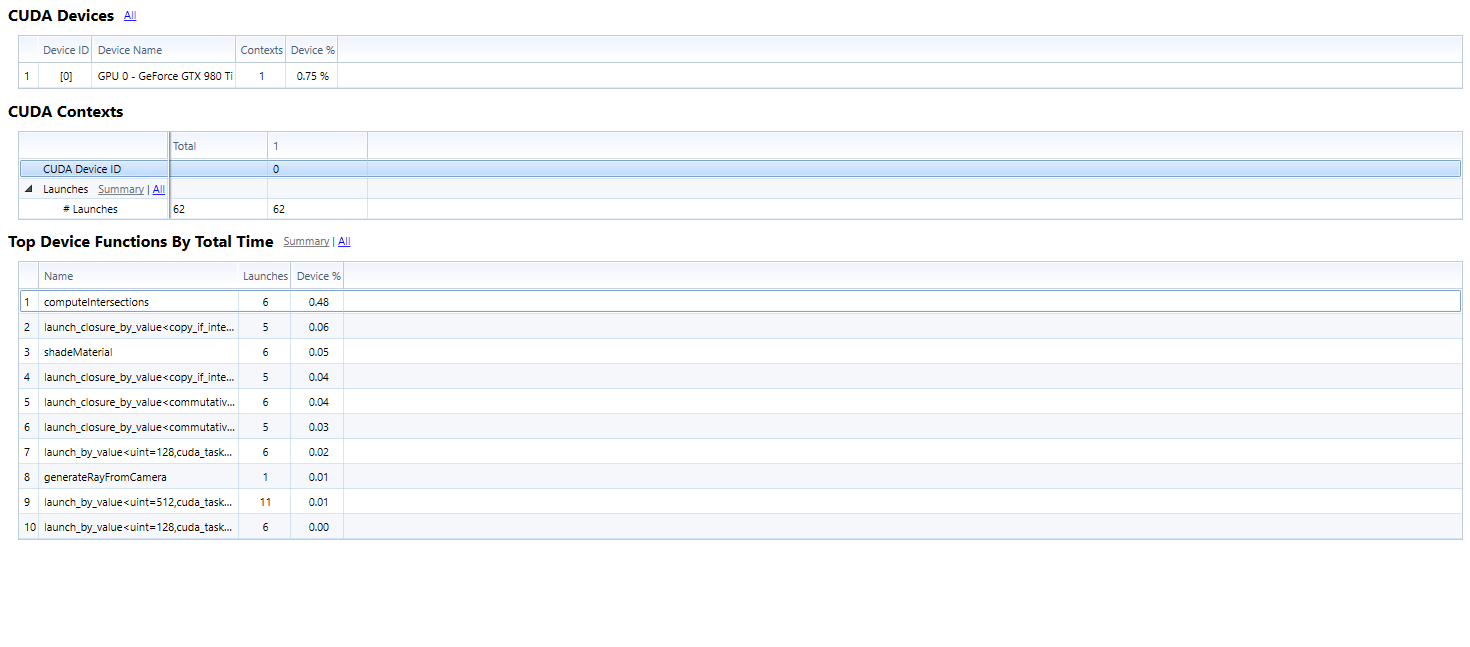 CUDA Devices All
Device ID Device Name Contexts Device %
1 [0] GPU 0 - GeForce GTX 980 Ti 1 0.75 %
CUDA Contexts
Total 1
CUDA Device ID 0
Launches Summary | All
# Launches 62 62
Top Device Functions By Total Time Summary | All
Name Launches Device %
1 computeIntersections 6 0.48
2 launch_closure_by_value<copy_if_inte... 5 0.06
3 shadeMaterial 6 0.05
4 launch_closure_by_value<copy_if_inte... 5 0.04
5 launch_closure_by_value<commutativ... 6 0.04
6 launch_closure_by_value<commutativ... 5 0.03
7 launch_by_value<uint=128,cuda_task... 6 0.02
8 generateRayFromCamera 1 0.01
9 launch_by_value<uint=512,cuda_task... 11 0.01
10 launch_by_value<uint=128,cuda_task... 6 0.00